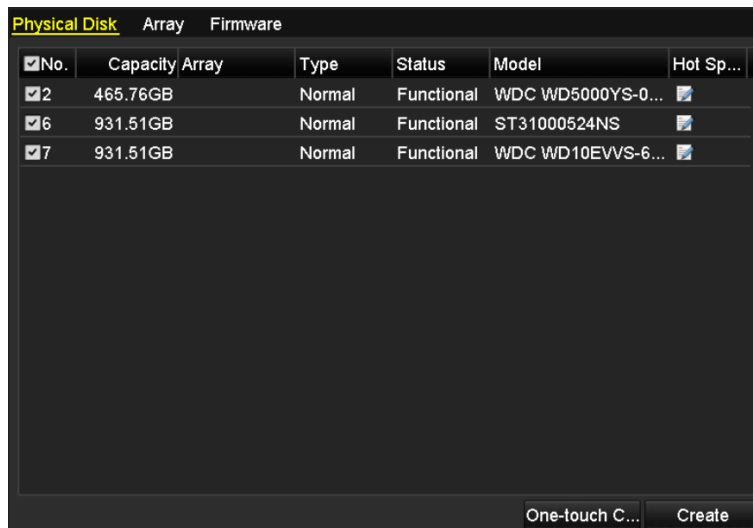 Physical Disk Array Firmware
No. Capacity Array Type Status Model Hot Sp...
2 465.76GB Normal Functional WDC WD5000YS-0...
6 931.51GB Normal Functional ST31000524NS
7 931.51GB Normal Functional WDC WD10EVVS-6...
One-touch C... Create